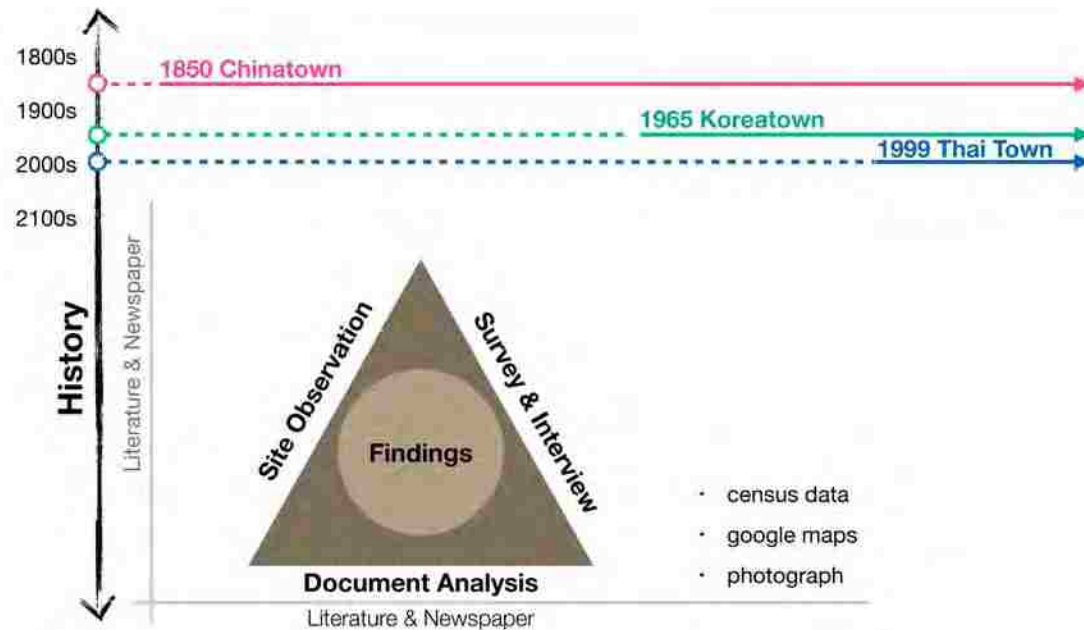 1800s
1850 Chinatown
1900s
1965 Koreatown
1999 Thai Town
2000s
2100s
History
Literature & Newspaper
Site Observation
Survey & Interview
Findings
· census data
· google maps
· photograph
Document Analysis
Literature & Newspaper